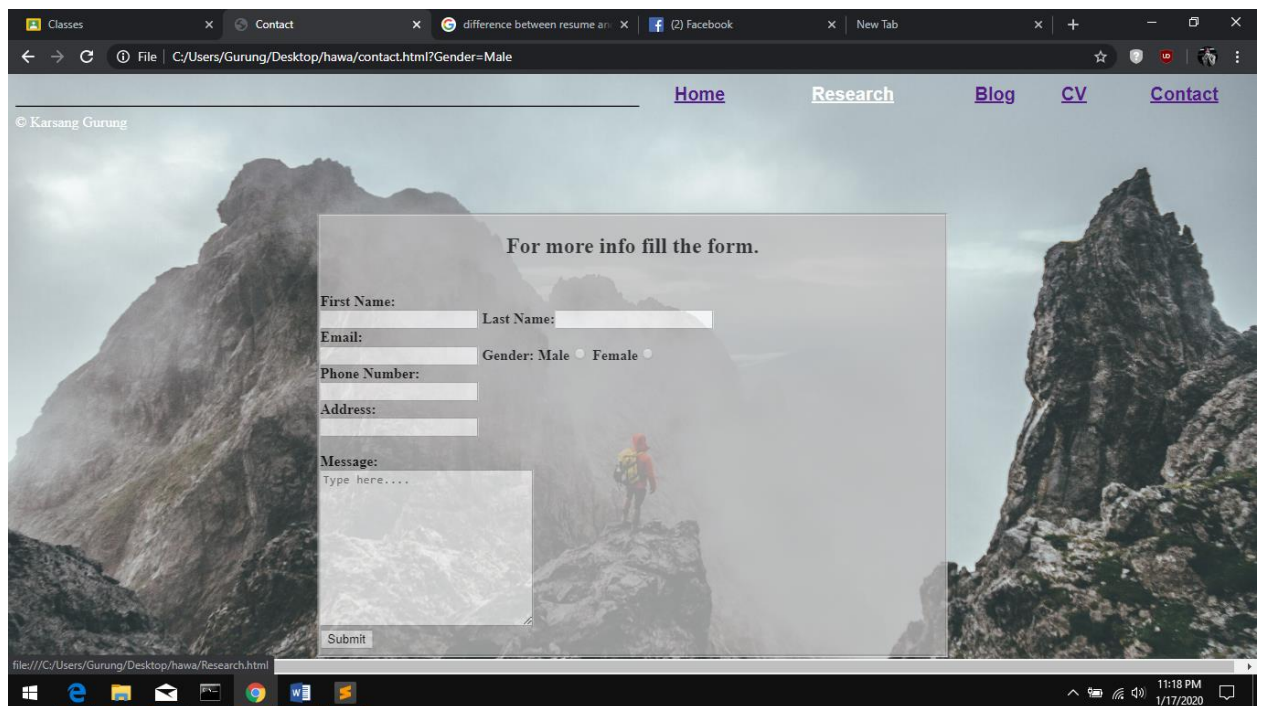 Classes
Contact
difference between resume an
(2) Facebook
New Tab
File
C:/Users/Gurung/Desktop/hawa/contact.html?Gender=Male
Home Research Blog CV Contact
© Karsang Gurung
For more info fill the form.
First Name:
Last Name:
Email:
Gender: Male Female
Phone Number:
Address:
Message:
Type here....
Submit
file:///C:/Users/Gurung/Desktop/hawa/Research.html
11:18 PM
1/17/2020